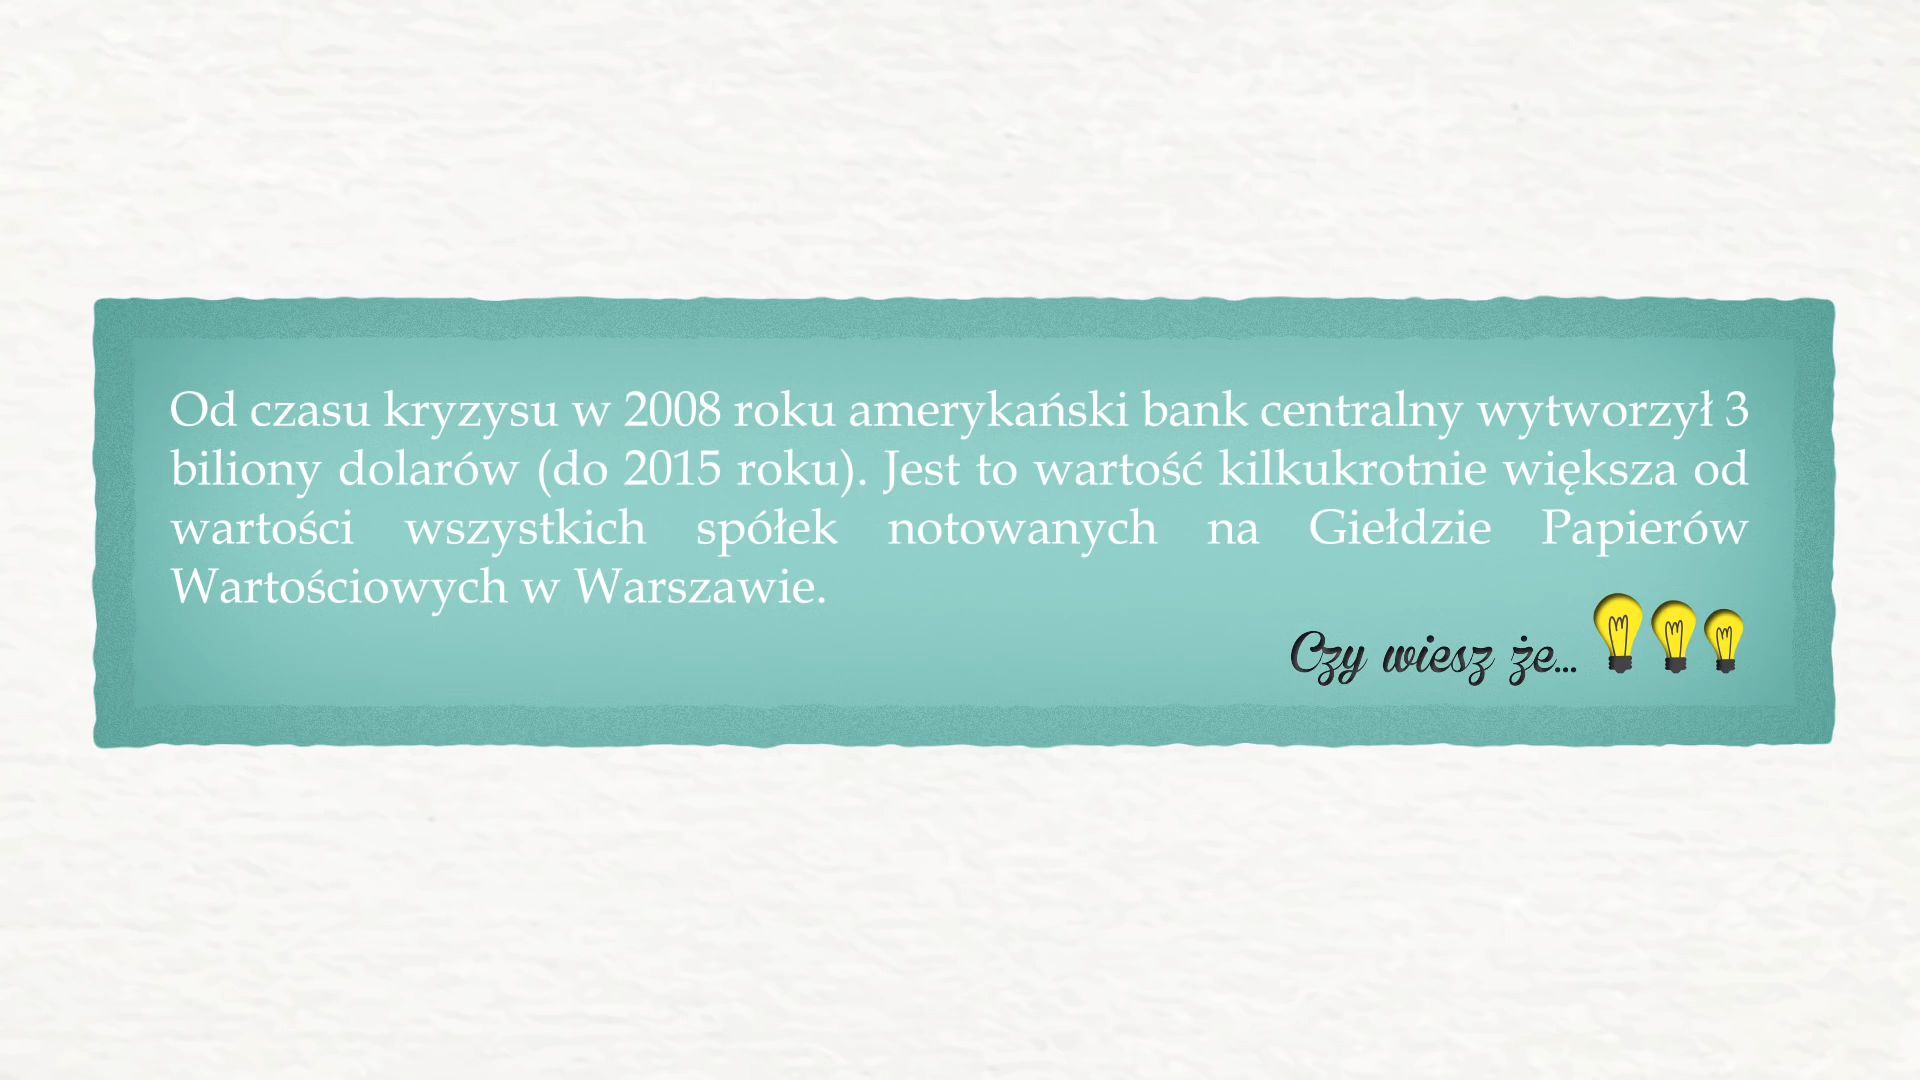 Od czasu kryzysu w 2008 roku amerykański bank centralny wytworzył 3
biliony dolarów (do 2015 roku). Jest to wartość kilkukrotnie większa od
wartości wszystkich spółek notowanych na Giełdzie Papierów
Wartościowych w Warszawie.
Czy wiesz że...